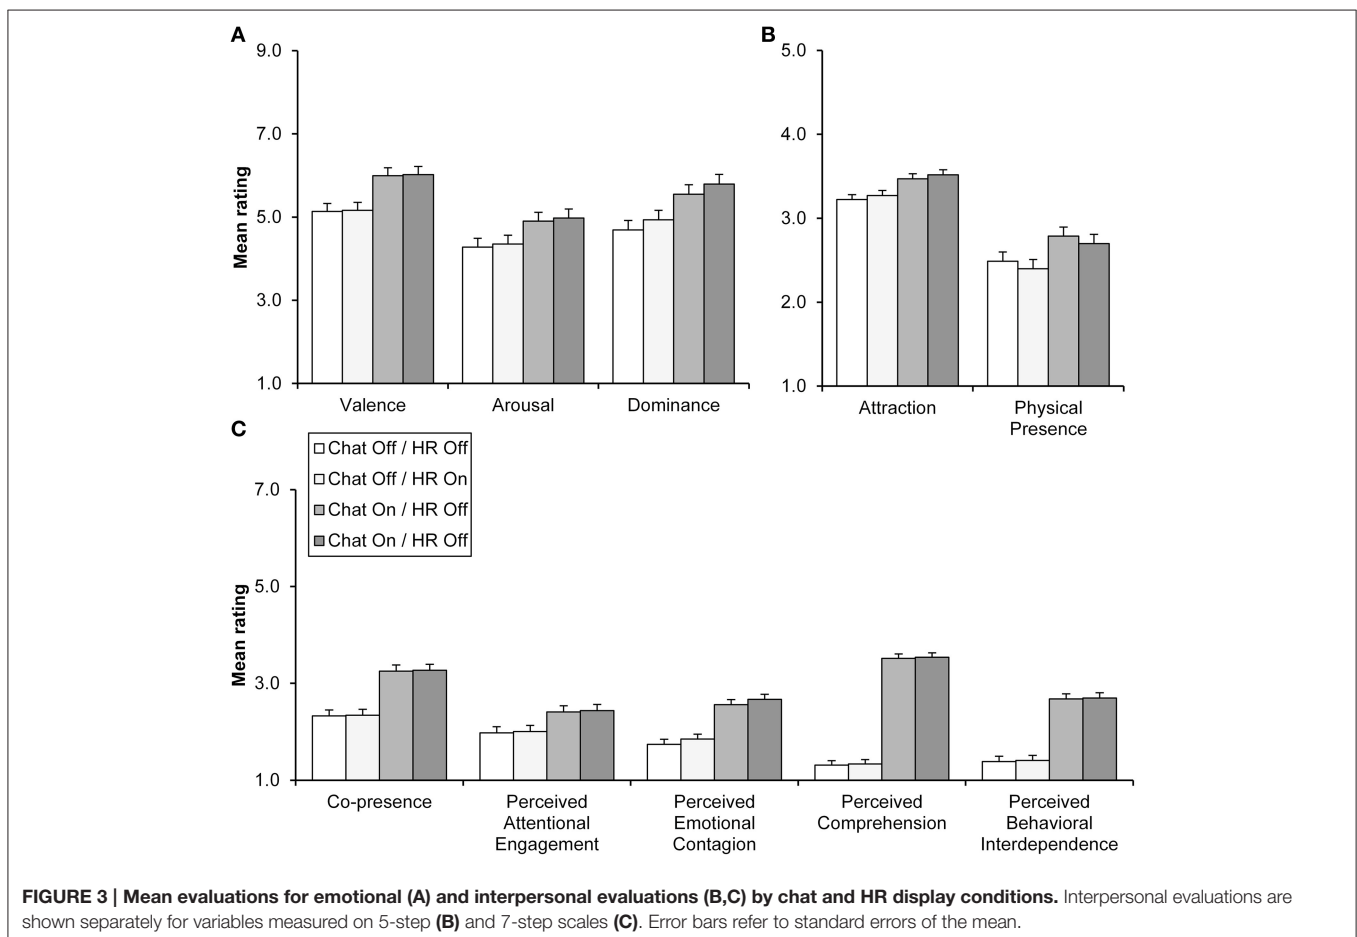 A
9.0
7.0
5.0
3.0
1.0
Mean rating
Valence
Arousal
Dominance
B
5.0
4.0
3.0
2.0
1.0
Attraction
Physical
Presence
C
Chat Off / HR Off
Chat Off / HR On
Chat On / HR Off
Chat On / HR Off
7.0
5.0
3.0
1.0
Mean rating
Co-presence
Perceived
Attentional
Engagement
Perceived
Emotional
Contagion
Perceived
Comprehension
Perceived
Behavioral
Interdependence
FIGURE 3 | Mean evaluations for emotional (A) and interpersonal evaluations (B,C) by chat and HR display conditions. Interpersonal evaluations are
shown separately for variables measured on 5-step (B) and 7-step scales (C). Error bars refer to standard errors of the mean.